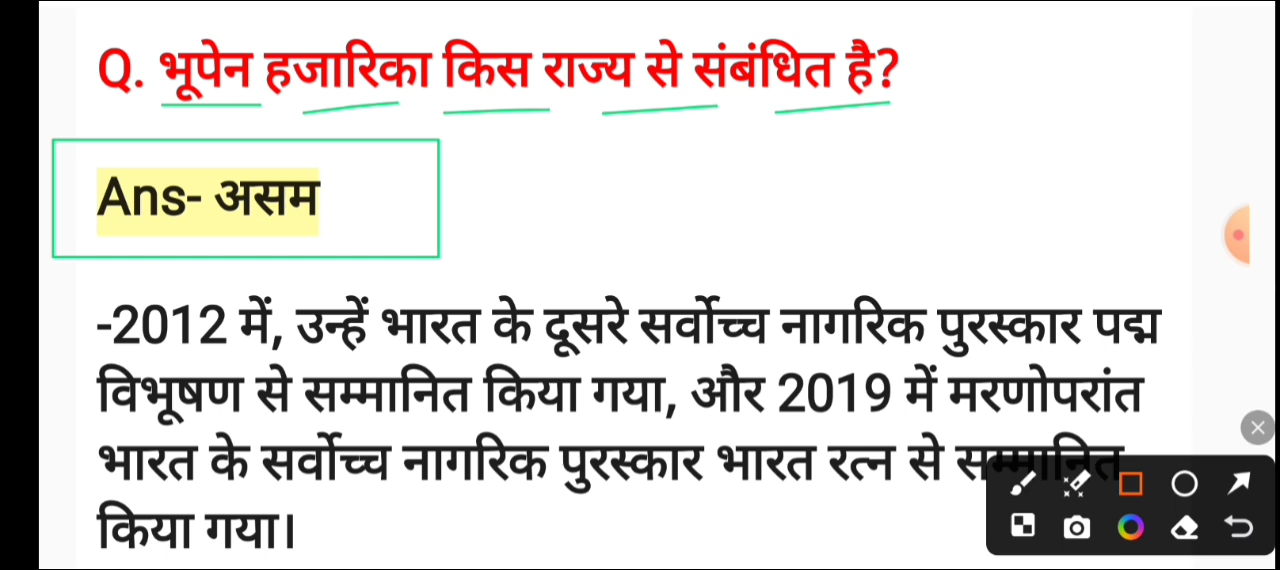 Q. भूपेन हजारिका किस राज्य से संबंधित है?
Ans- असम
-2012 में, उन्हें भारत के दूसरे सर्वोच्च नागरिक पुरस्कार पद्म
विभूषण से सम्मानित किया गया, और 2019 में मरणोपरांत
भारत के सर्वोच्च नागरिक पुरस्कार भारत रत्न से सम्मानित
किया गया।